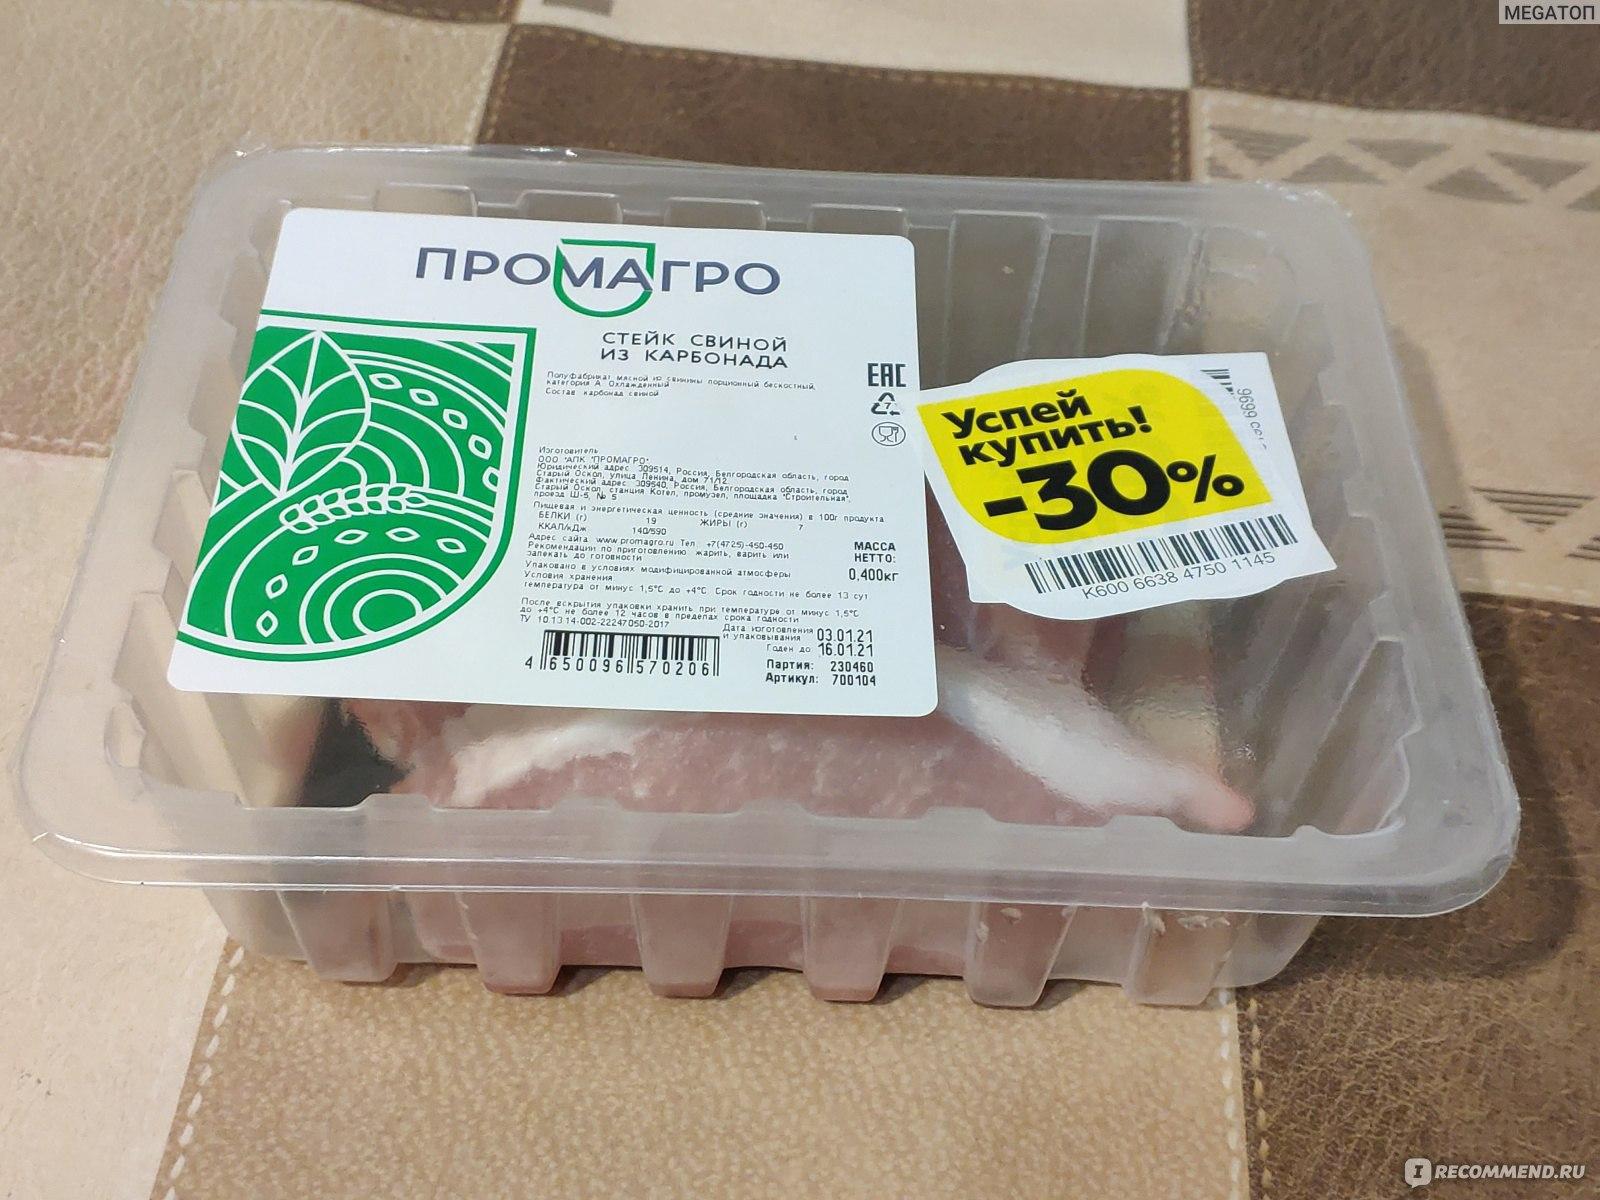 MEGATOП
ПРОМАГРО
СТЕЙК СВИНОЙ
ИЗ КАРБОНАДА
Полуфабрикат мясной из свинины порционный бескостный,
категория А. Охлажденный
Состав карбонад свиной
EAC
7
Изготовитель
ООО "АПК "ПРОМАГРО"
Юридический адрес 309514, Россия, Белгородская область, город
Старый Оскол, улица Ленина, дом 71/12
Фактический адрес 309540, Россия, Белгородская область, город
Старый Оскол, станция Котел, промузел, площадка "Строительная",
проезд Ш-5, № 5
Пищевая и энергетическая ценность (средние значения) в 100г продукта
БЕЛКИ (г) 19 ЖИРЫ (г) 7
ККАЛ/кДж 140/590
Адрес сайта www.promagro.ru Тел. +7(4725)-450-450
Рекомендации по приготовлению жарить, варить или
запекать до готовности
Упаковано в условиях модифицированной атмосферы
Условия хранения
температура от минус 1,5°С до +4°С Срок годности не более 13 сут
МАССА
НЕТТО:
0,400кг
После вскрытия упаковки хранить при температуре от минус 1,5°С
до +4°С не более 12 часов в пределах срока годности
ТУ 10.13.14-002-22247050-2017
Дата изготовления
и упаковывания 03.01.21
Годен до 16.01.21
Партия: 230460
Артикул: 700104
4 650096 570206
Успей
купить!
-30%
K600 6638 4750 1145
9699
IRECOMMEND.RU